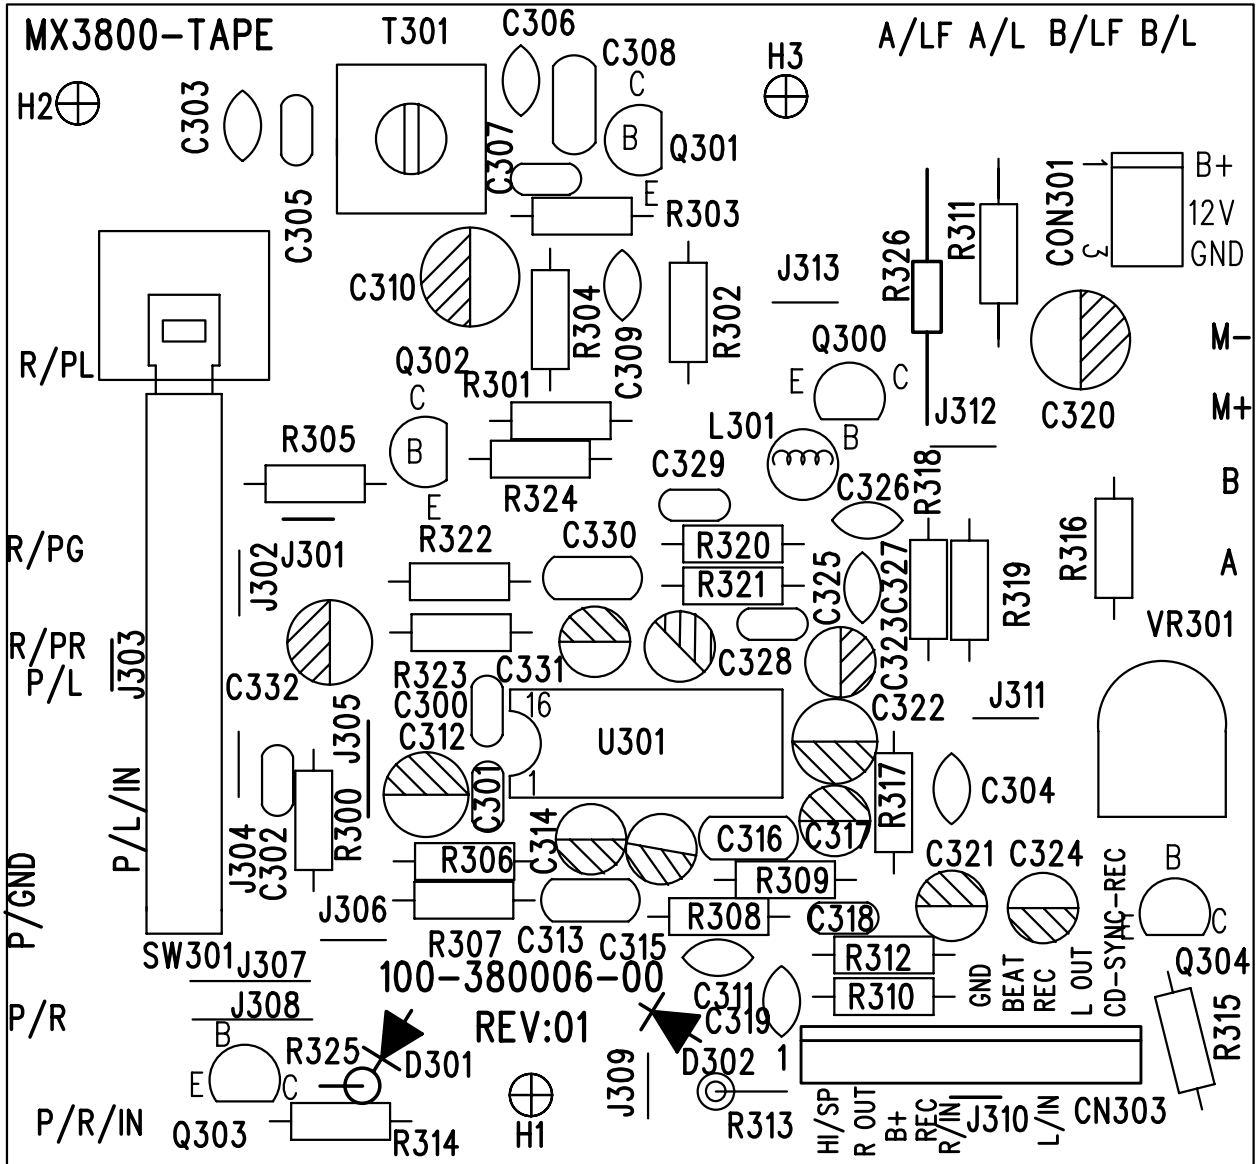 MX3800-TAPE
T301
C306
C308
H3
A/LF A/L B/LF B/L
H2
C303
C305
C307
C
B
E
Q301
R303
CON301
1
3
B+
12V
GND
R311
R326
J313
C310
R304
C309
R302
Q300
E
C
B
M-
R/PL
Q302
C
B
E
R301
L301
J312
C320
M+
R305
R324
C329
C326
R318
B
R/PG
J301
J302
R322
C330
R320
R321
C325
C327
C323
R319
R316
A
R/PR
P/L
J303
C332
R323
C331
C328
VR301
C300
C312
J305
16
1
U301
C322
J311
P/L/IN
J304
C302
R300
C301
C314
C316
C317
R317
C304
P/GND
R306
R309
C321
C324
CD-SYNC-REC
B
C
J306
R308
C318
SW301
J307
R307
C313
C315
R312
Q304
100-380006-00
GND
BEAT
REC
L OUT
P/R
J308
C311
R310
REV:01
C319
R315
B
E
C
R325
D301
J309
D302
1
P/R/IN
Q303
R314
H1
R313
HI/SP
R OUT
B+
REC
R/IN
J310
L/IN
CN303